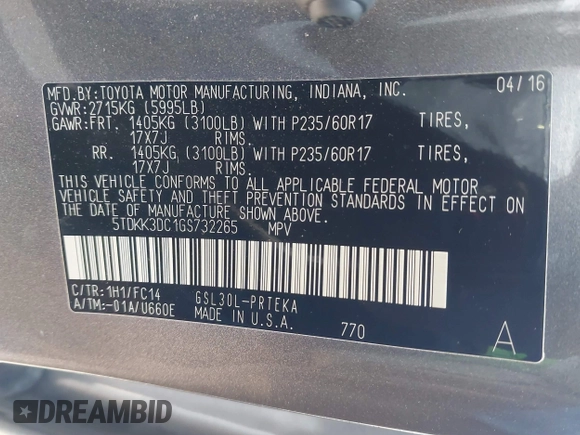 MFD.BY:TOYOTA MOTOR MANUFACTURING, INDIANA, INC. 04/16
GVWR:2715KG (5995LB)
GAWR:FRT. 1405KG (3100LB) WITH P235/60R17 TIRES,
17X7J RIMS.
RR. 1405KG (3100LB) WITH P235/60R17 TIRES,
17X7J RIMS.
THIS VEHICLE CONFORMS TO ALL APPLICABLE FEDERAL MOTOR
VEHICLE SAFETY AND THEFT PREVENTION STANDARDS IN EFFECT ON
THE DATE OF MANUFACTURE SHOWN ABOVE.
5TDKK3DC1GS732265 MPV
C/TR:1H1/FC14 GSL30L-PRTEKA
A/TM:-01A/U660E MADE IN U.S.A. 770 A
DREAMBID